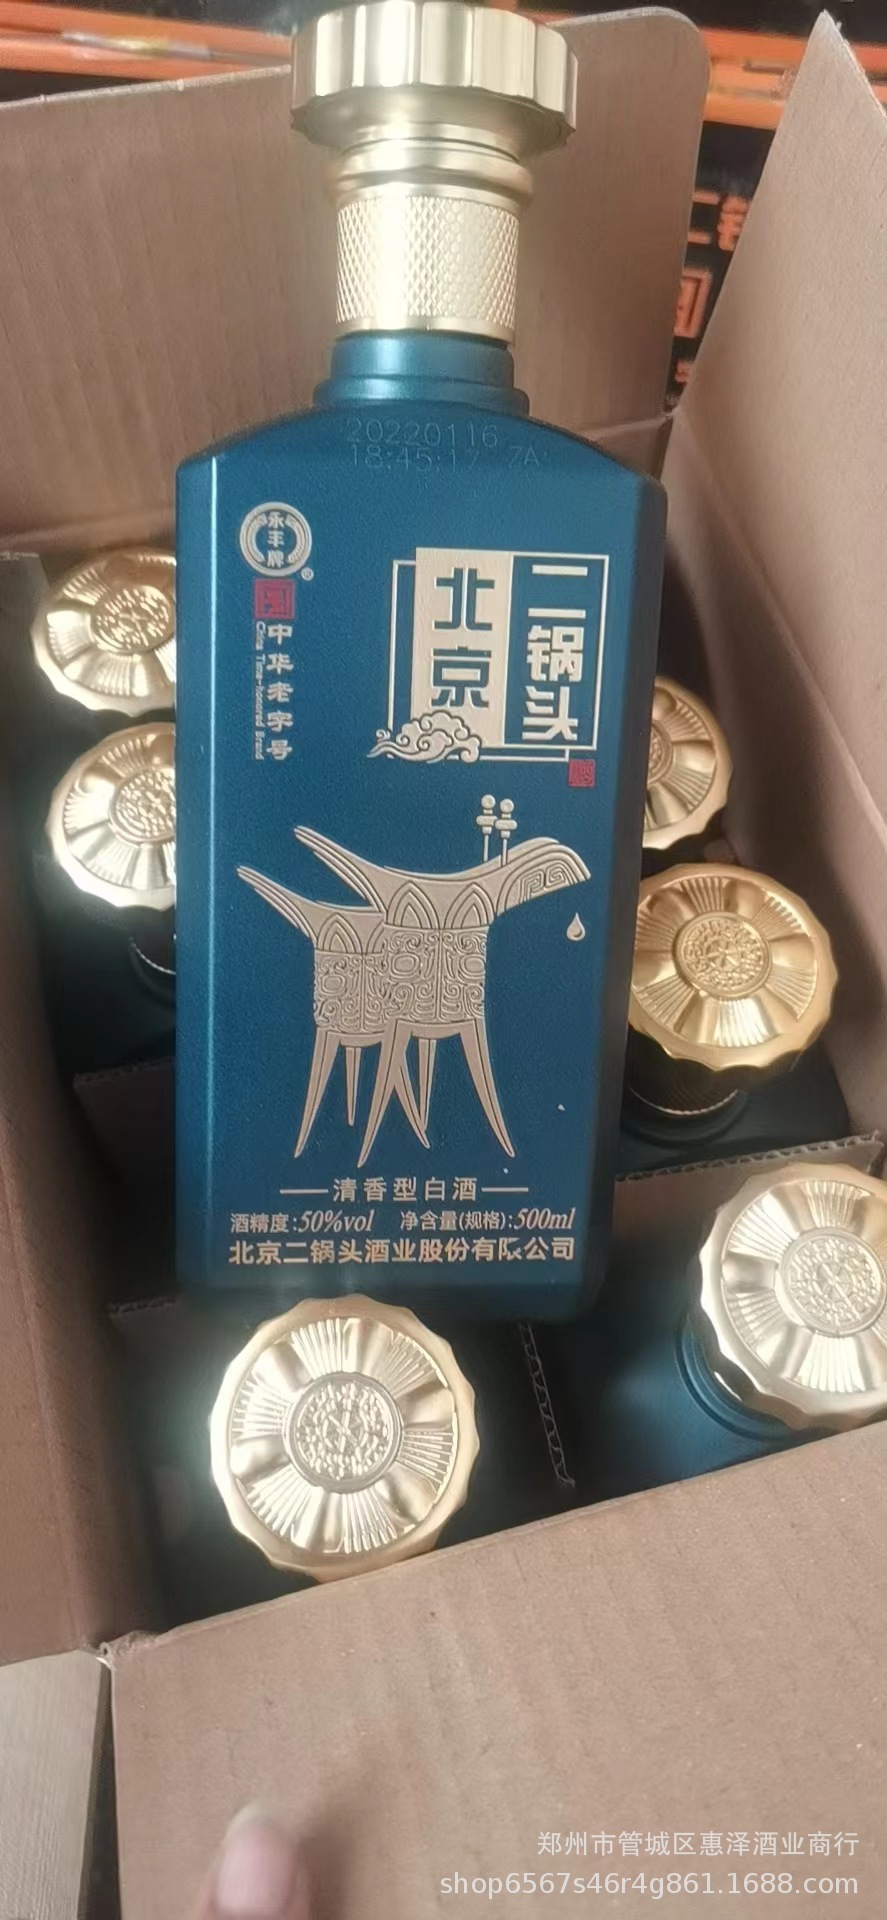 20220116
18:45:17 7A
永丰牌
®
中华老字号
China Time-honored Brand
北京
二锅头
清香型白酒
酒精度:50%vol 净含量(规格):500ml
北京二锅头酒业股份有限公司
郑州市管城区惠泽酒业商行
shop6567s46r4g861.1688.com